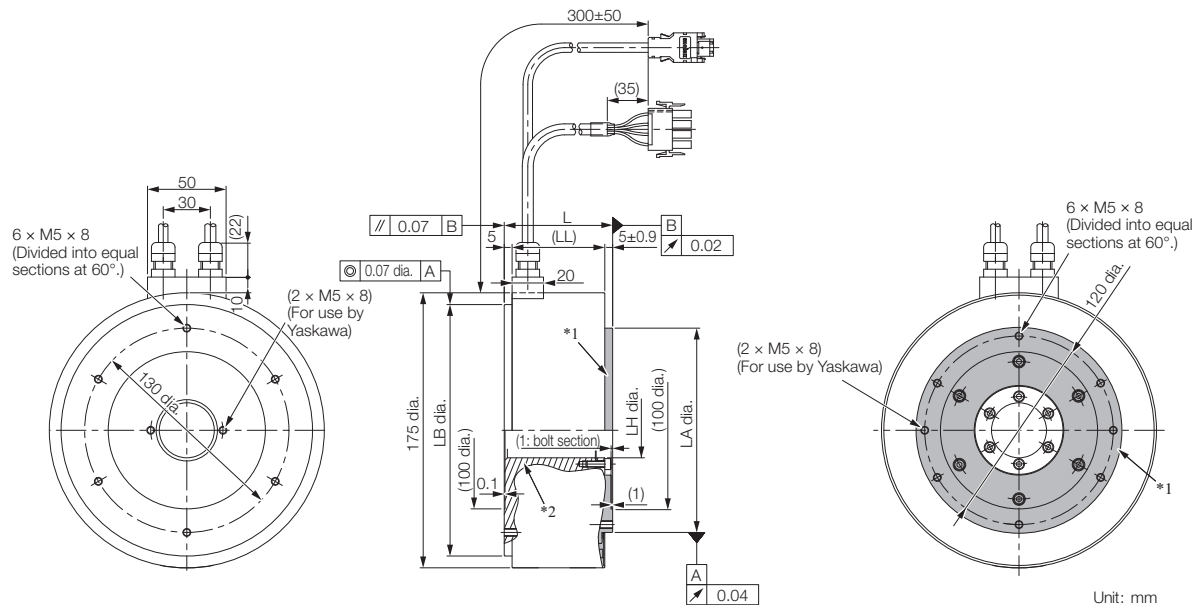 300±50
(35)
50
30
(22)
10
6 × M5 × 8
(Divided into equal
sections at 60°.)
(2 × M5 × 8)
(For use by
Yaskawa)
130 dia.
// 0.07 B
L
B
↗ 0.02
5
(LL)
5±0.9
◎ 0.07 dia. A
20
*1
175 dia.
LB dia.
(100 dia.)
0.1
(1: bolt section)
LH dia.
(100 dia.)
LA dia.
*2
(1)
A
↗ 0.04
6 × M5 × 8
(Divided into equal
sections at 60°.)
120 dia.
(2 × M5 × 8)
(For use by Yaskawa)
*1
Unit: mm